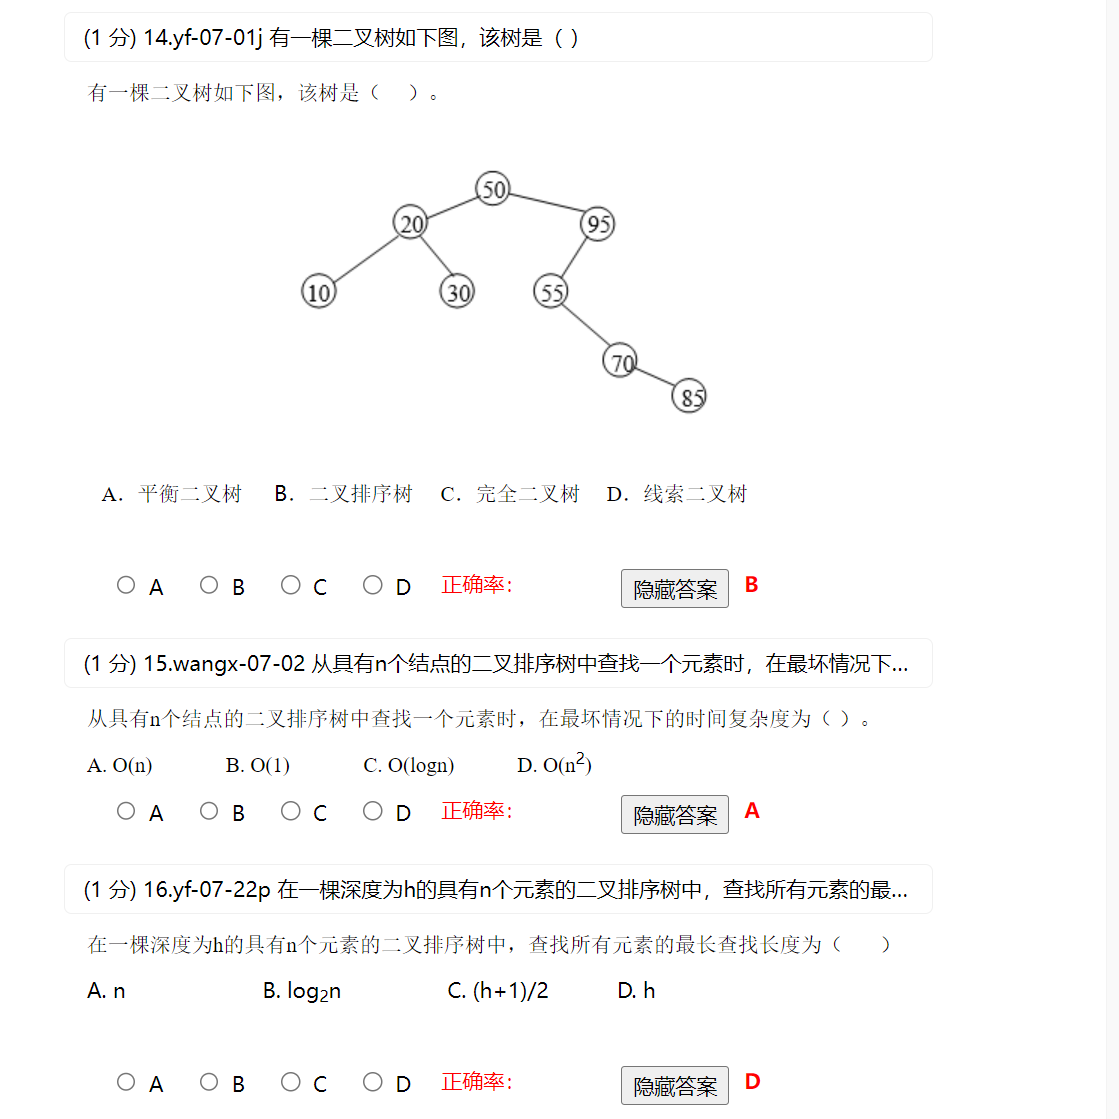 (1 分) 14.yf-07-01j 有一棵二叉树如下图，该树是（ ）
有一棵二叉树如下图，该树是（ ）。
50
20
95
10
30
55
70
85
A．平衡二叉树 B．二叉排序树 C．完全二叉树 D．线索二叉树
A B C D 正确率: 隐藏答案 B
(1 分) 15.wangx-07-02 从具有n个结点的二叉排序树中查找一个元素时，在最坏情况下...
从具有n个结点的二叉排序树中查找一个元素时，在最坏情况下的时间复杂度为（ ）。
A. O(n) B. O(1) C. O(logn) D. O(n²)
A B C D 正确率: 隐藏答案 A
(1 分) 16.yf-07-22p 在一棵深度为h的具有n个元素的二叉排序树中，查找所有元素的最...
在一棵深度为h的具有n个元素的二叉排序树中，查找所有元素的最长查找长度为（ ）
A. n B. log₂n C. (h+1)/2 D. h
A B C D 正确率: 隐藏答案 D